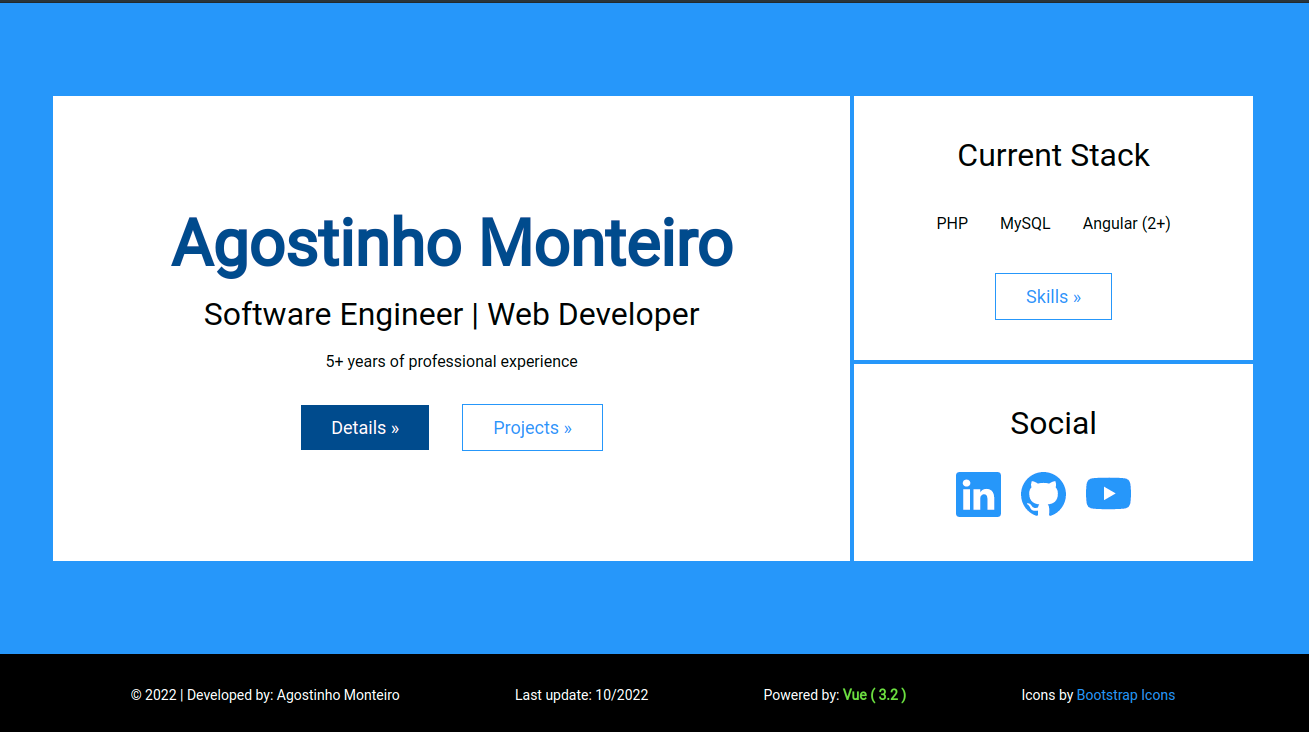 Agostinho Monteiro
Software Engineer | Web Developer
5+ years of professional experience
Details »
Projects »
Current Stack
PHP MySQL Angular (2+)
Skills »
Social
in
© 2022 | Developed by: Agostinho Monteiro
Last update: 10/2022
Powered by: Vue ( 3.2 )
Icons by Bootstrap Icons